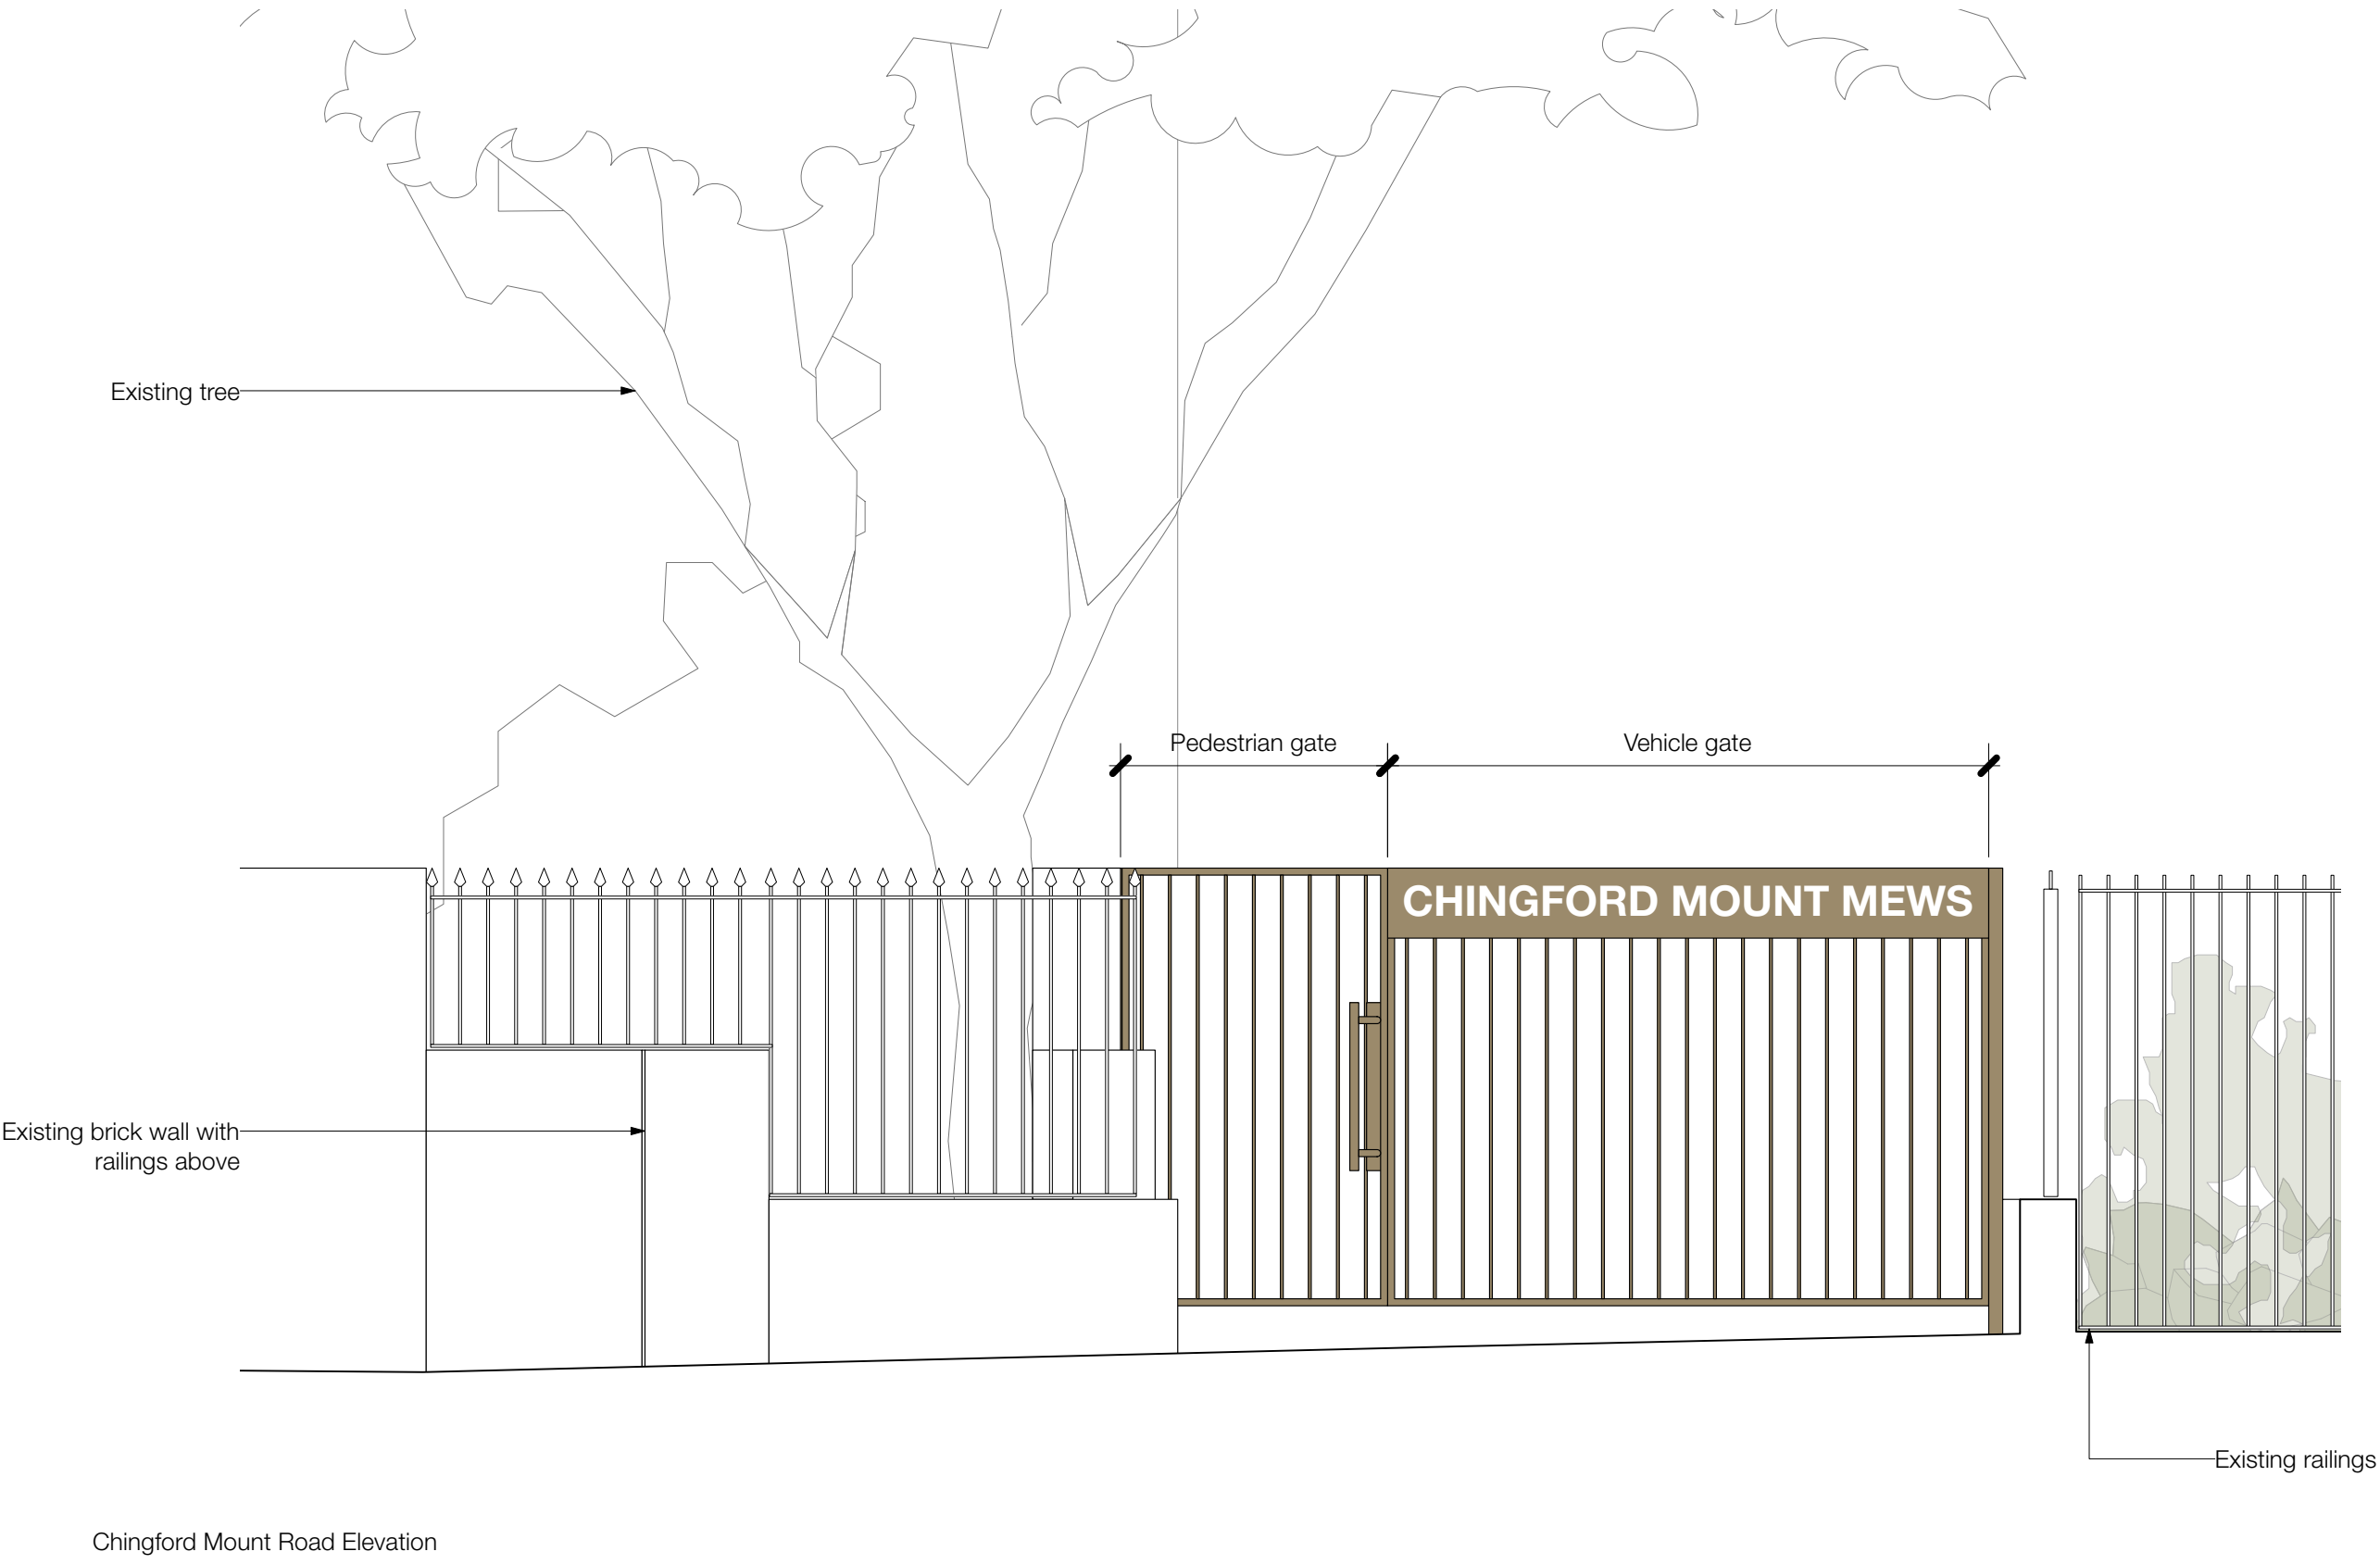 Existing tree
Pedestrian gate
Vehicle gate
CHINGFORD MOUNT MEWS
Existing brick wall with
railings above
Existing railings
Chingford Mount Road Elevation